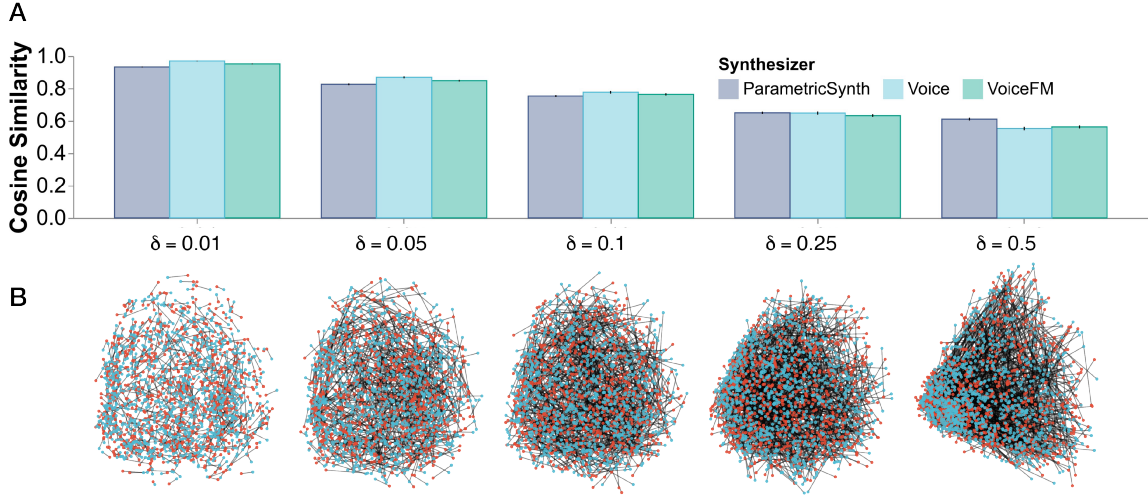 A
Cosine Similarity
1.0
0.8
0.6
0.4
0.2
0.0
Synthesizer
ParametricSynth Voice VoiceFM
δ = 0.01 δ = 0.05 δ = 0.1 δ = 0.25 δ = 0.5
B